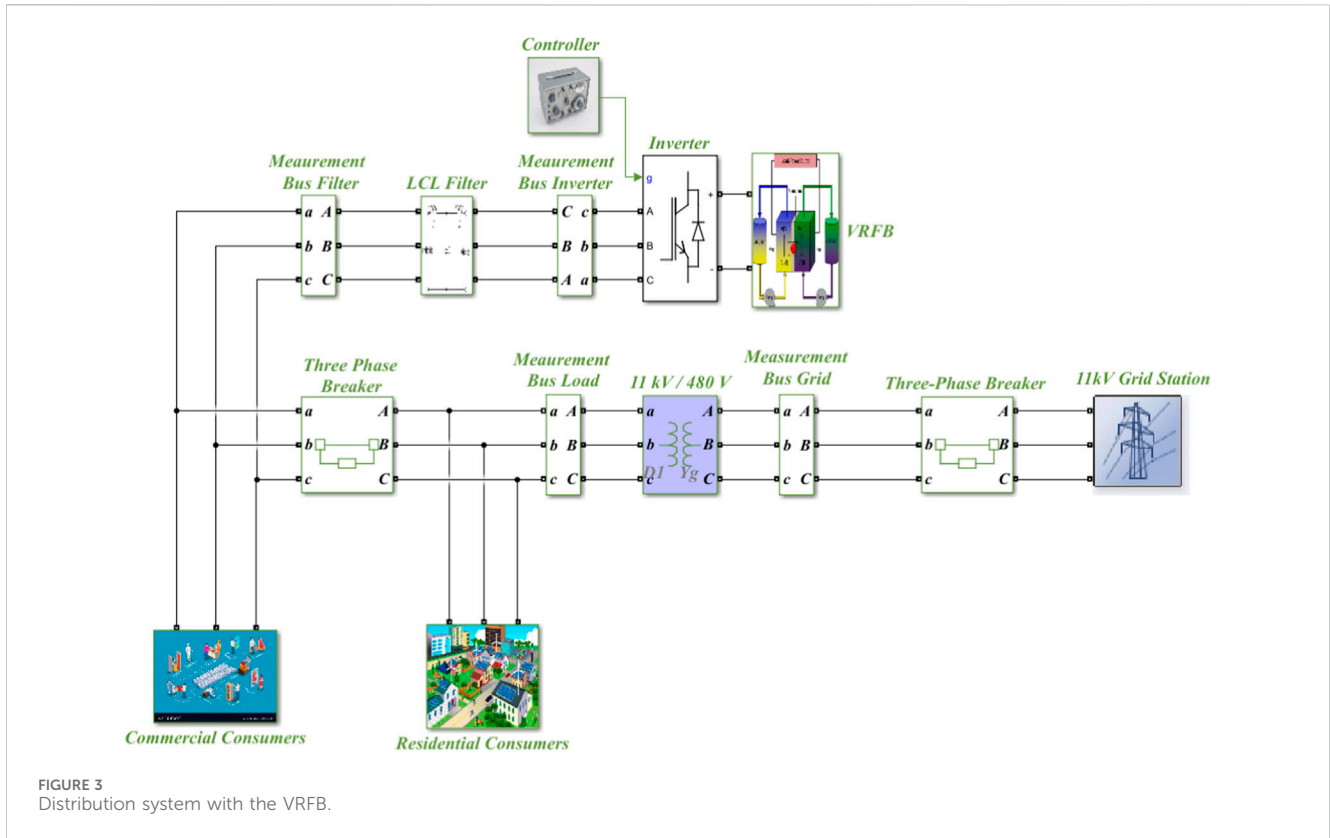 Controller
Inverter
Meaurement
Bus Filter
LCL Filter
Meaurement
Bus Inverter
g
a A
b B
c C
C c
B b
A a
A
B
C
+
-
VRFB
Three Phase
Breaker
Meaurement
Bus Load
11 kV / 480 V
Measurement
Bus Grid
Three-Phase Breaker
11kV Grid Station
a A
b B
c C
a A
b B
c C
a A
b B
c C
D1 Yg
a A
b B
c C
a A
b B
c C
Commercial Consumers
Residential Consumers
FIGURE 3
Distribution system with the VRFB.